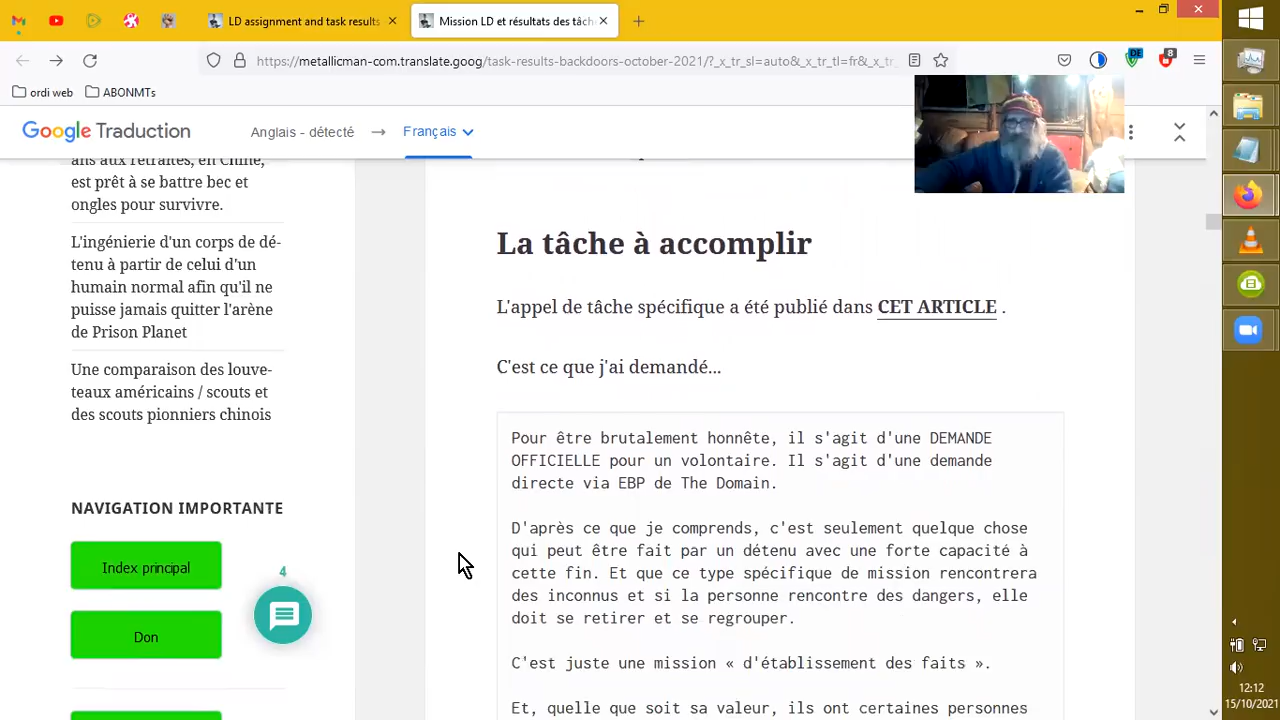 LD assignment and task results
Mission LD et résultats des tâch
https://metallicman-com.translate.goog/task-results-backdoors-october-2021/?_x_tr_sl=auto&_x_tr_tl=fr&_x_tr_
DE
8
ordi web
ABONMTs
Google Traduction
Anglais - détecté
Français
ans aux retraités, en Chine,
est prêt à se battre bec et
ongles pour survivre.
L'ingénierie d'un corps de dé-
tenu à partir de celui d'un
humain normal afin qu'il ne
puisse jamais quitter l'arène
de Prison Planet
Une comparaison des louve-
teaux américains / scouts et
des scouts pionniers chinois
NAVIGATION IMPORTANTE
Index principal
4
Don
La tâche à accomplir
L'appel de tâche spécifique a été publié dans CET ARTICLE .
C'est ce que j'ai demandé...
Pour être brutalement honnête, il s'agit d'une DEMANDE
OFFICIELLE pour un volontaire. Il s'agit d'une demande
directe via EBP de The Domain.
D'après ce que je comprends, c'est seulement quelque chose
qui peut être fait par un détenu avec une forte capacité à
cette fin. Et que ce type spécifique de mission rencontrera
des inconnus et si la personne rencontre des dangers, elle
doit se retirer et se regrouper.
C'est juste une mission « d'établissement des faits ».
Et, quelle que soit sa valeur, ils ont certaines personnes
12:12
15/10/2021